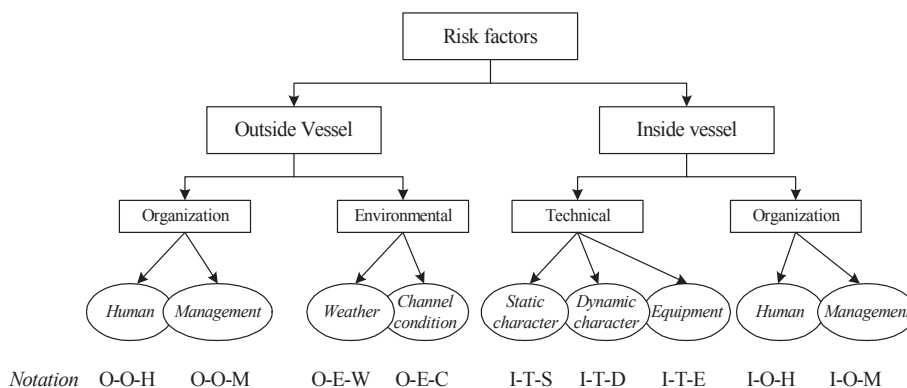 Risk factors
Outside Vessel
Inside vessel
Organization
Environmental
Technical
Organization
Human
Management
Weather
Channel
condition
Static
character
Dynamic
character
Equipment
Human
Management
Notation O-O-H O-O-M O-E-W O-E-C I-T-S I-T-D I-T-E I-O-H I-O-M